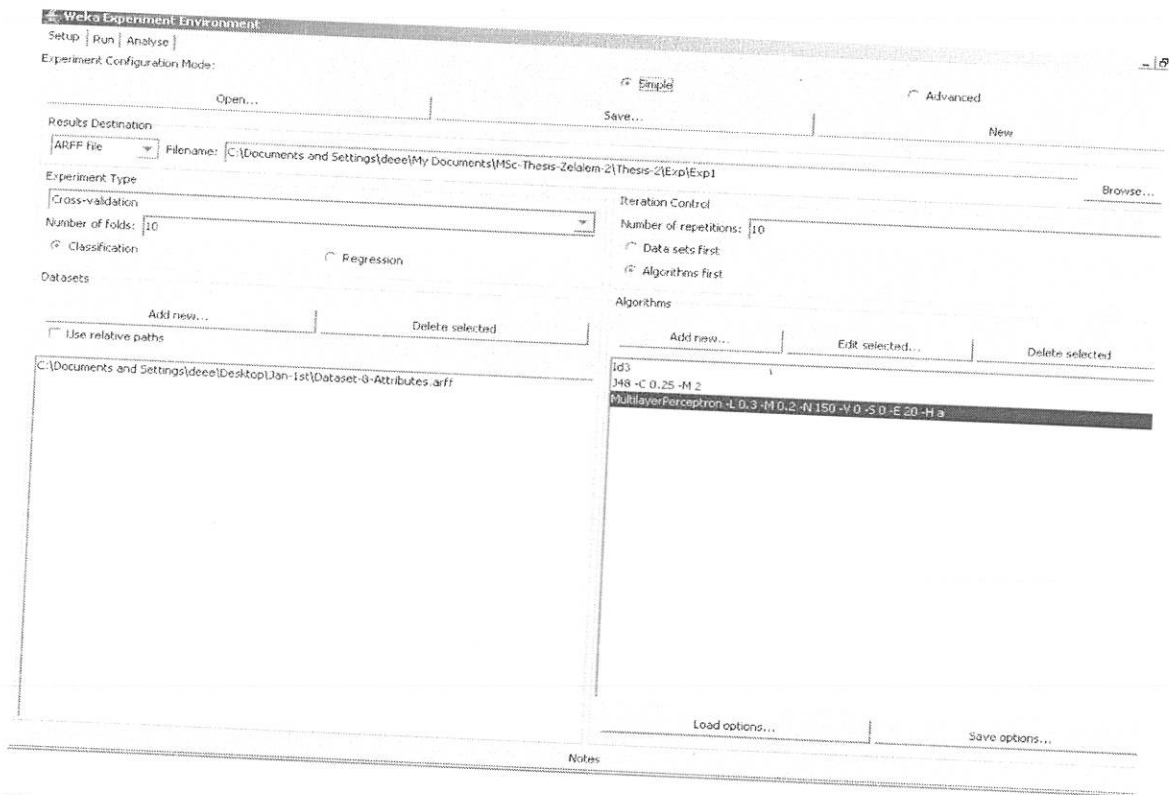 Weka Experiment Environment
Setup Run Analyse
Experiment Configuration Mode:
Simple
Advanced
Open...
Save...
New
Results Destination
ARFF file
Filename: C:\Documents and Settings\deee\My Documents\MSc-Thesis-Zelalem-2\Thesis-2\Exp\Exp1
Browse...
Experiment Type
Cross-validation
Number of folds: 10
Classification
Regression
Iteration Control
Number of repetitions: 10
Data sets first
Algorithms first
Datasets
Add new...
Delete selected
Use relative paths
C:\Documents and Settings\deee\Desktop\Jan-1st\Dataset-8-Attributes.arff
Algorithms
Add new...
Edit selected...
Delete selected
Id3
J48 -C 0.25 -M 2
MultilayerPerceptron -L 0.3 -M 0.2 -N 150 -V 0 -S 0 -E 20 -H a
Load options...
Save options...
Notes